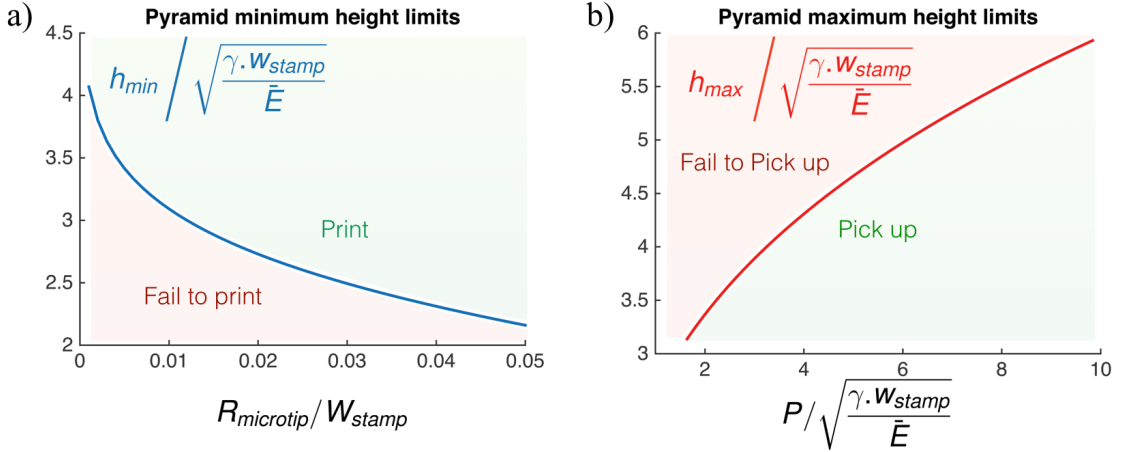 a)
Pyramid minimum height limits
4.5
4
3.5
3
2.5
2
h_min / √(γ.w_stamp / Ē)
Print
Fail to print
0
0.01
0.02
0.03
0.04
0.05
R_microtip / W_stamp
b)
Pyramid maximum height limits
6
5.5
5
4.5
4
3.5
3
h_max / √(γ.w_stamp / Ē)
Fail to Pick up
Pick up
2
4
6
8
10
P / √(γ.w_stamp / Ē)